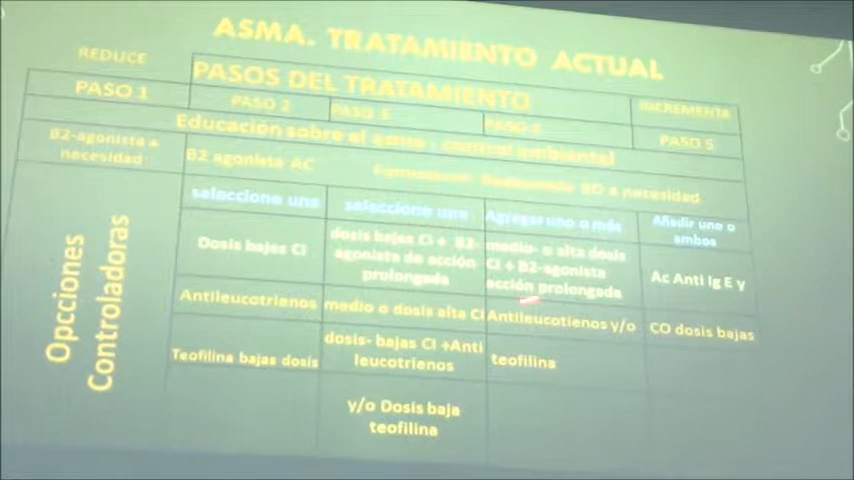 ASMA. TRATAMIENTO ACTUAL
REDUCE
PASOS DEL TRATAMIENTO
INCREMENTA
PASO 1
PASO 2
PASO
PASO
PASO 5
Educación sobre el asma - control ambiental
B2-agonista a
necesidad
B2 agonista AC
a necesidad
seleccione una
seleccione una
Agregar uno o más
Añadir uno o
ambos
Opcciones
Controladoras
Dosis bajas CI
dosis bajas CI + B2-
agonista de acción
prolongada
medio- o alta dosis
CI + B2-agonista
acción prolongada
Ac Anti Ig E y
Antileucotrienos
medio o dosis alta CI
Antileucotienos y/o
CO dosis bajas
Teofilina bajas dosis
dosis- bajas CI +Anti
leucotrienos
teofilina
y/o Dosis baja
teofilina